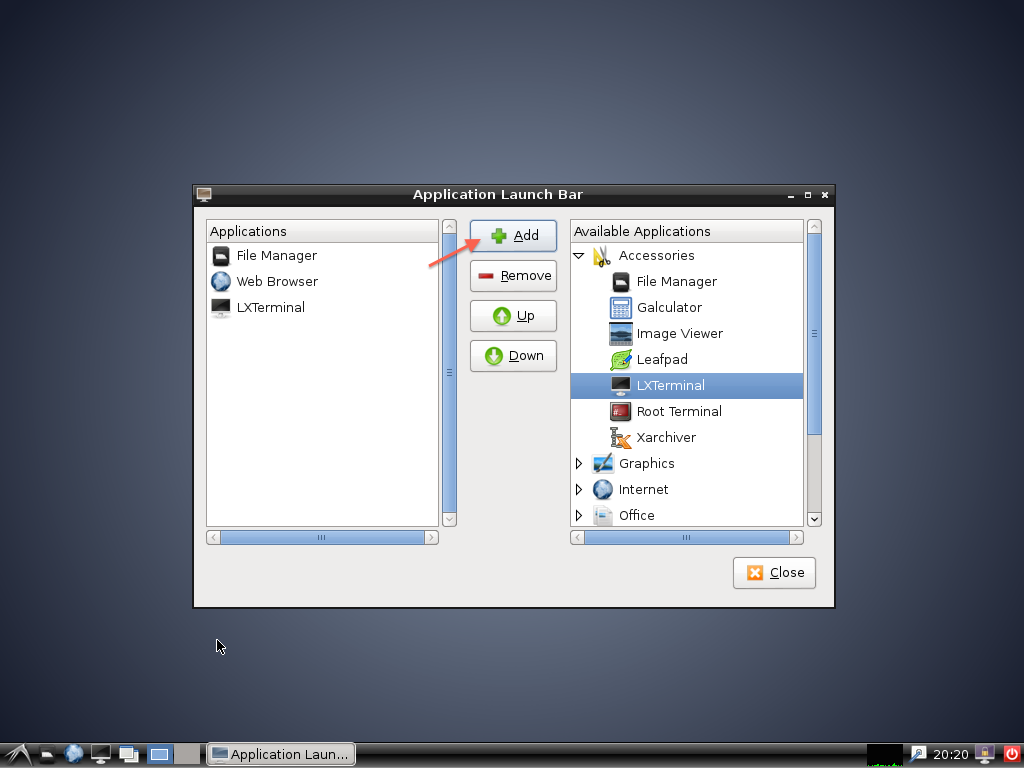 Application Launch Bar
Applications
File Manager
Web Browser
LXTerminal
Add
Remove
Up
Down
Available Applications
Accessories
File Manager
Galculator
Image Viewer
Leafpad
LXTerminal
Root Terminal
Xarchiver
Graphics
Internet
Office
Close
Application Laun...
20:20